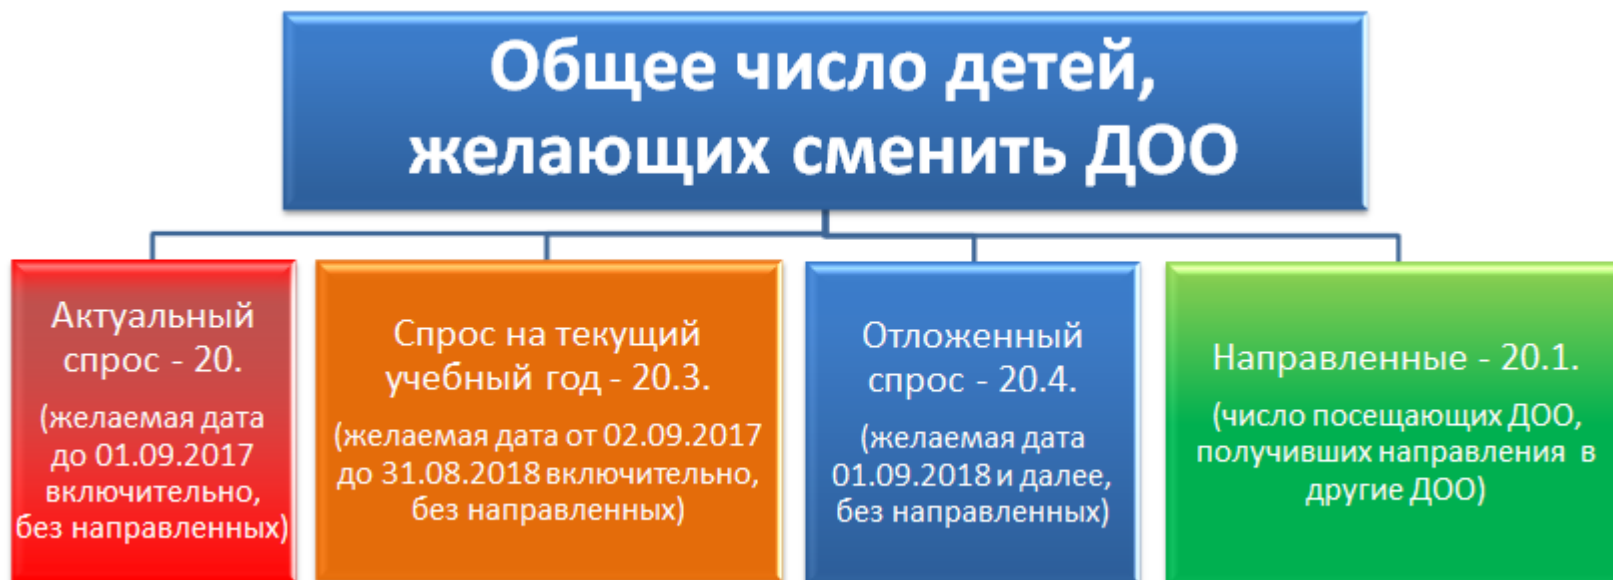 Общее число детей,
желающих сменить ДОО
Актуальный
спрос - 20.
(желаемая дата
до 01.09.2017
включительно,
без направленных)
Спрос на текущий
учебный год - 20.3.
(желаемая дата от 02.09.2017
до 31.08.2018 включительно,
без направленных)
Отложенный
спрос - 20.4.
(желаемая дата
01.09.2018 и далее,
без направленных)
Направленные - 20.1.
(число посещающих ДОО,
получивших направления в
другие ДОО)